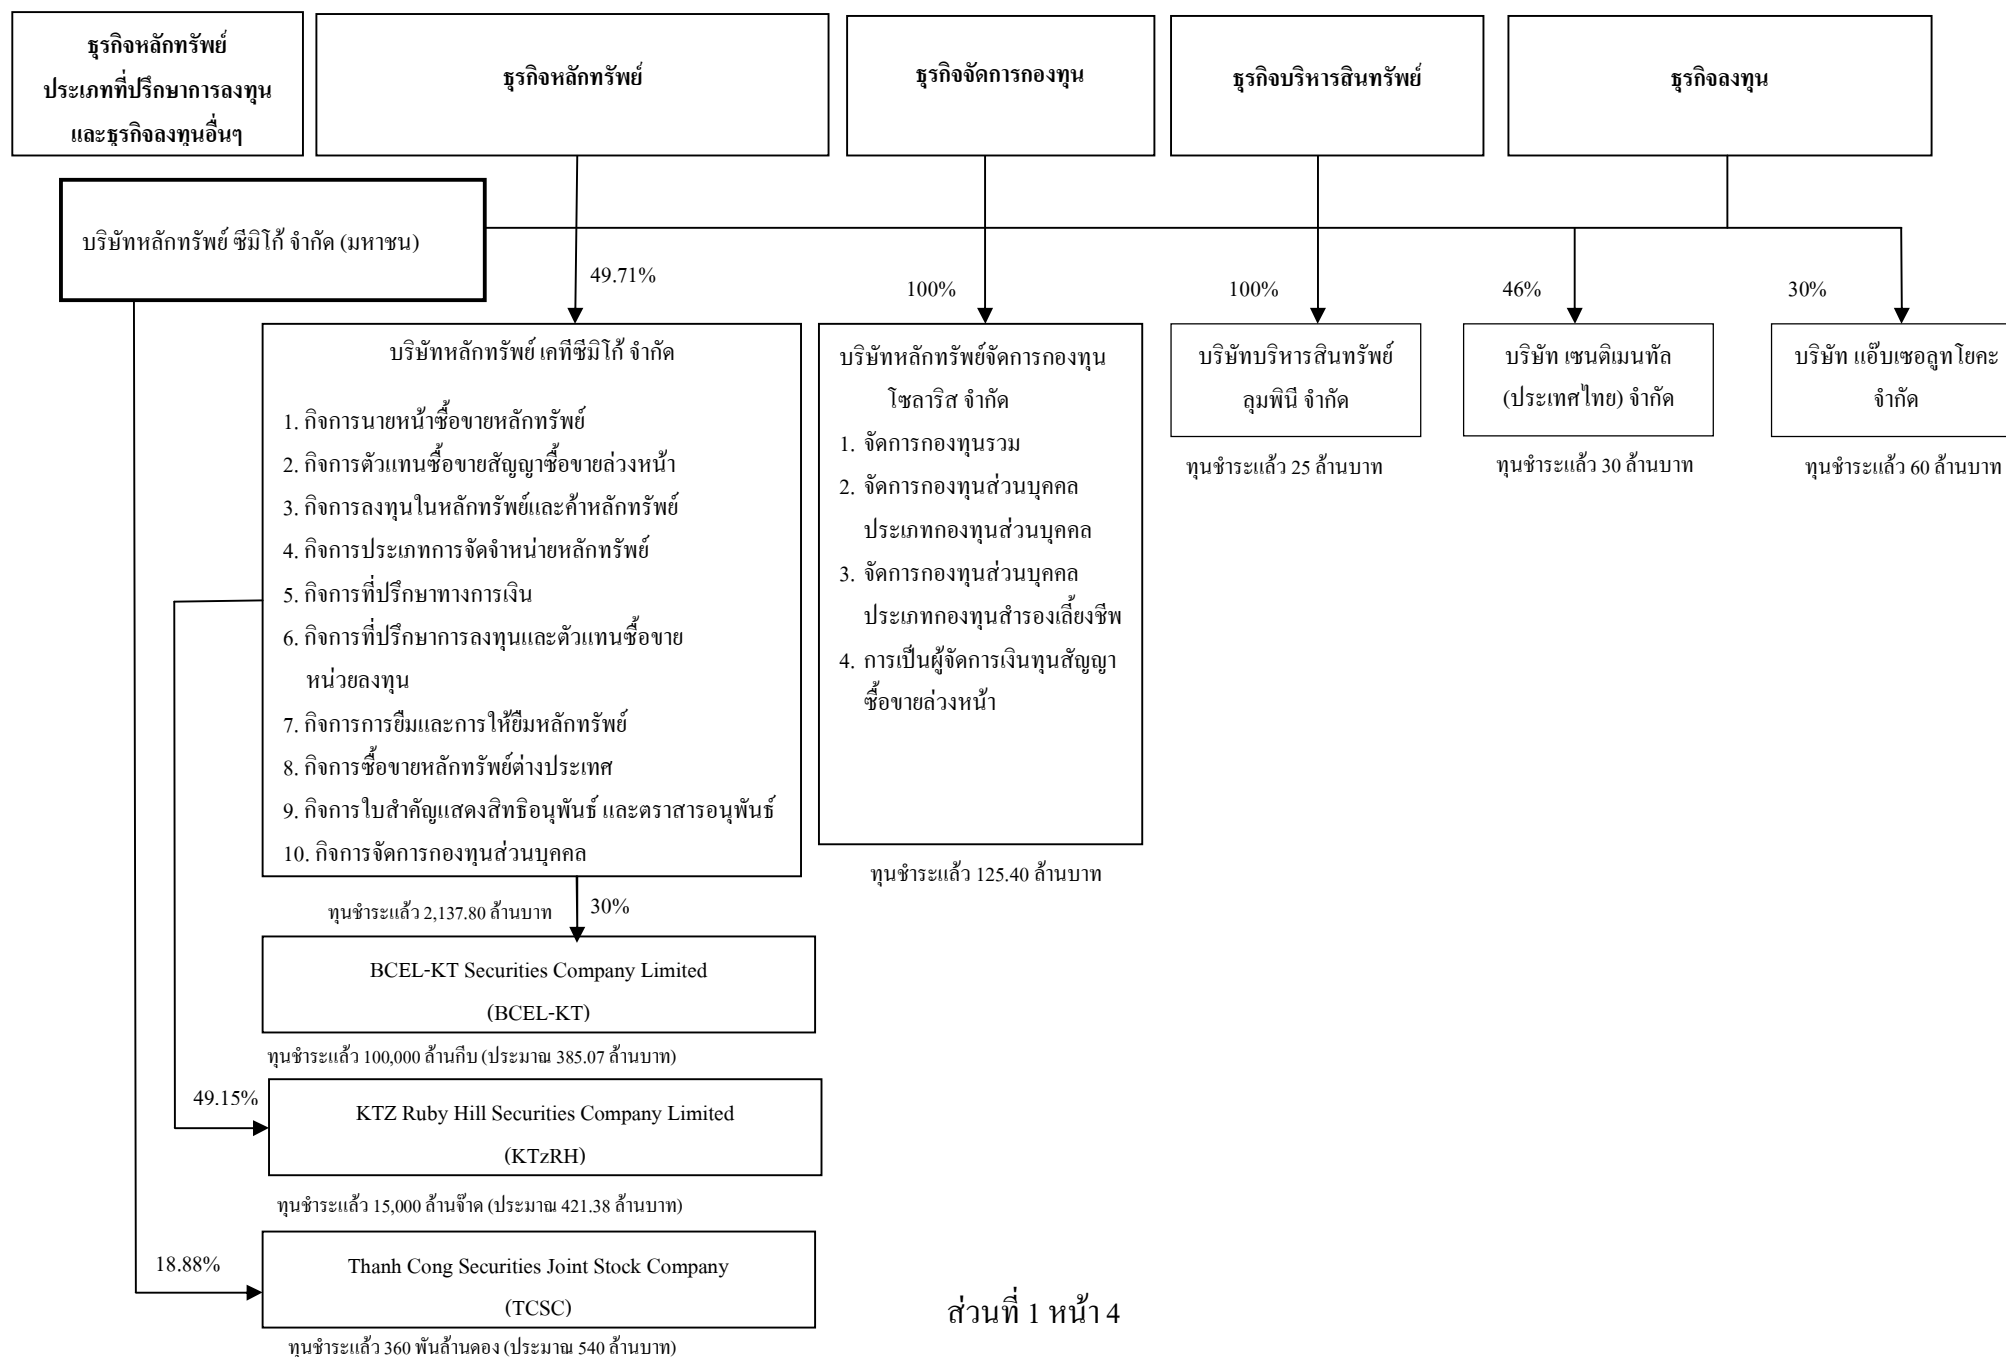 ธุรกิจหลักทรัพย์
ประเภทที่ปรึกษาการลงทุน
และธุรกิจลงทุนอื่นๆ
ธุรกิจหลักทรัพย์
ธุรกิจจัดการกองทุน
ธุรกิจบริหารสินทรัพย์
ธุรกิจลงทุน
บริษัทหลักทรัพย์ ซีมิโก้ จำกัด (มหาชน)
49.71%
100%
100%
46%
30%
บริษัทหลักทรัพย์ เคทีซีมิโก้ จำกัด
1. กิจการนายหน้าซื้อขายหลักทรัพย์
2. กิจการตัวแทนซื้อขายสัญญาซื้อขายล่วงหน้า
3. กิจการลงทุนในหลักทรัพย์และค้าหลักทรัพย์
4. กิจการประเภทการจัดจำหน่ายหลักทรัพย์
5. กิจการที่ปรึกษาทางการเงิน
6. กิจการที่ปรึกษาการลงทุนและตัวแทนซื้อขาย
หน่วยลงทุน
7. กิจการการยืมและการให้ยืมหลักทรัพย์
8. กิจการซื้อขายหลักทรัพย์ต่างประเทศ
9. กิจการใบสำคัญแสดงสิทธิอนุพันธ์ และตราสารอนุพันธ์
10. กิจการจัดการกองทุนส่วนบุคคล
ทุนชำระแล้ว 2,137.80 ล้านบาท
30%
บริษัทหลักทรัพย์จัดการกองทุน
โซลาริส จำกัด
1. จัดการกองทุนรวม
2. จัดการกองทุนส่วนบุคคล
ประเภทกองทุนส่วนบุคคล
3. จัดการกองทุนส่วนบุคคล
ประเภทกองทุนสำรองเลี้ยงชีพ
4. การเป็นผู้จัดการเงินทุนสัญญา
ซื้อขายล่วงหน้า
ทุนชำระแล้ว 125.40 ล้านบาท
บริษัทบริหารสินทรัพย์
ลุมพินี จำกัด
ทุนชำระแล้ว 25 ล้านบาท
บริษัท เซนติเมนทัล
(ประเทศไทย) จำกัด
ทุนชำระแล้ว 30 ล้านบาท
บริษัท แอ๊บเซอลูท โยคะ
จำกัด
ทุนชำระแล้ว 60 ล้านบาท
BCEL-KT Securities Company Limited
(BCEL-KT)
ทุนชำระแล้ว 100,000 ล้านกีบ (ประมาณ 385.07 ล้านบาท)
49.15%
KTZ Ruby Hill Securities Company Limited
(KTzRH)
ทุนชำระแล้ว 15,000 ล้านจ๊าด (ประมาณ 421.38 ล้านบาท)
18.88%
Thanh Cong Securities Joint Stock Company
(TCSC)
ทุนชำระแล้ว 360 พันล้านดอง (ประมาณ 540 ล้านบาท)
ส่วนที่ 1 หน้า 4